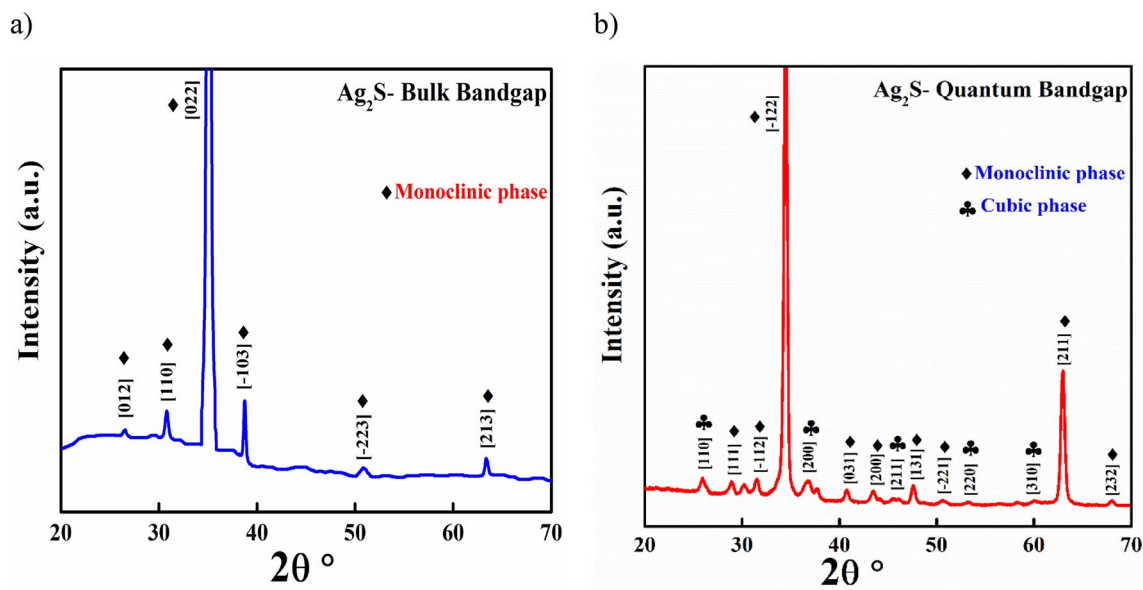 a)
Ag₂S- Bulk Bandgap
♦ [022]
♦ Monoclinic phase
♦ [012]
♦ [110]
♦ [-103]
♦ [-223]
♦ [213]
Intensity (a.u.)
20 30 40 50 60 70
2θ °
b)
Ag₂S- Quantum Bandgap
♦ [-122]
♦ Monoclinic phase
♣ Cubic phase
♣ [110]
♦ [111]
♦ [-112]
♣ [200]
♦ [031]
♦ [200]
♣ [211]
♦ [131]
♦ [-221]
♣ [220]
♣ [310]
♦ [211]
♦ [232]
Intensity (a.u.)
20 30 40 50 60 70
2θ °